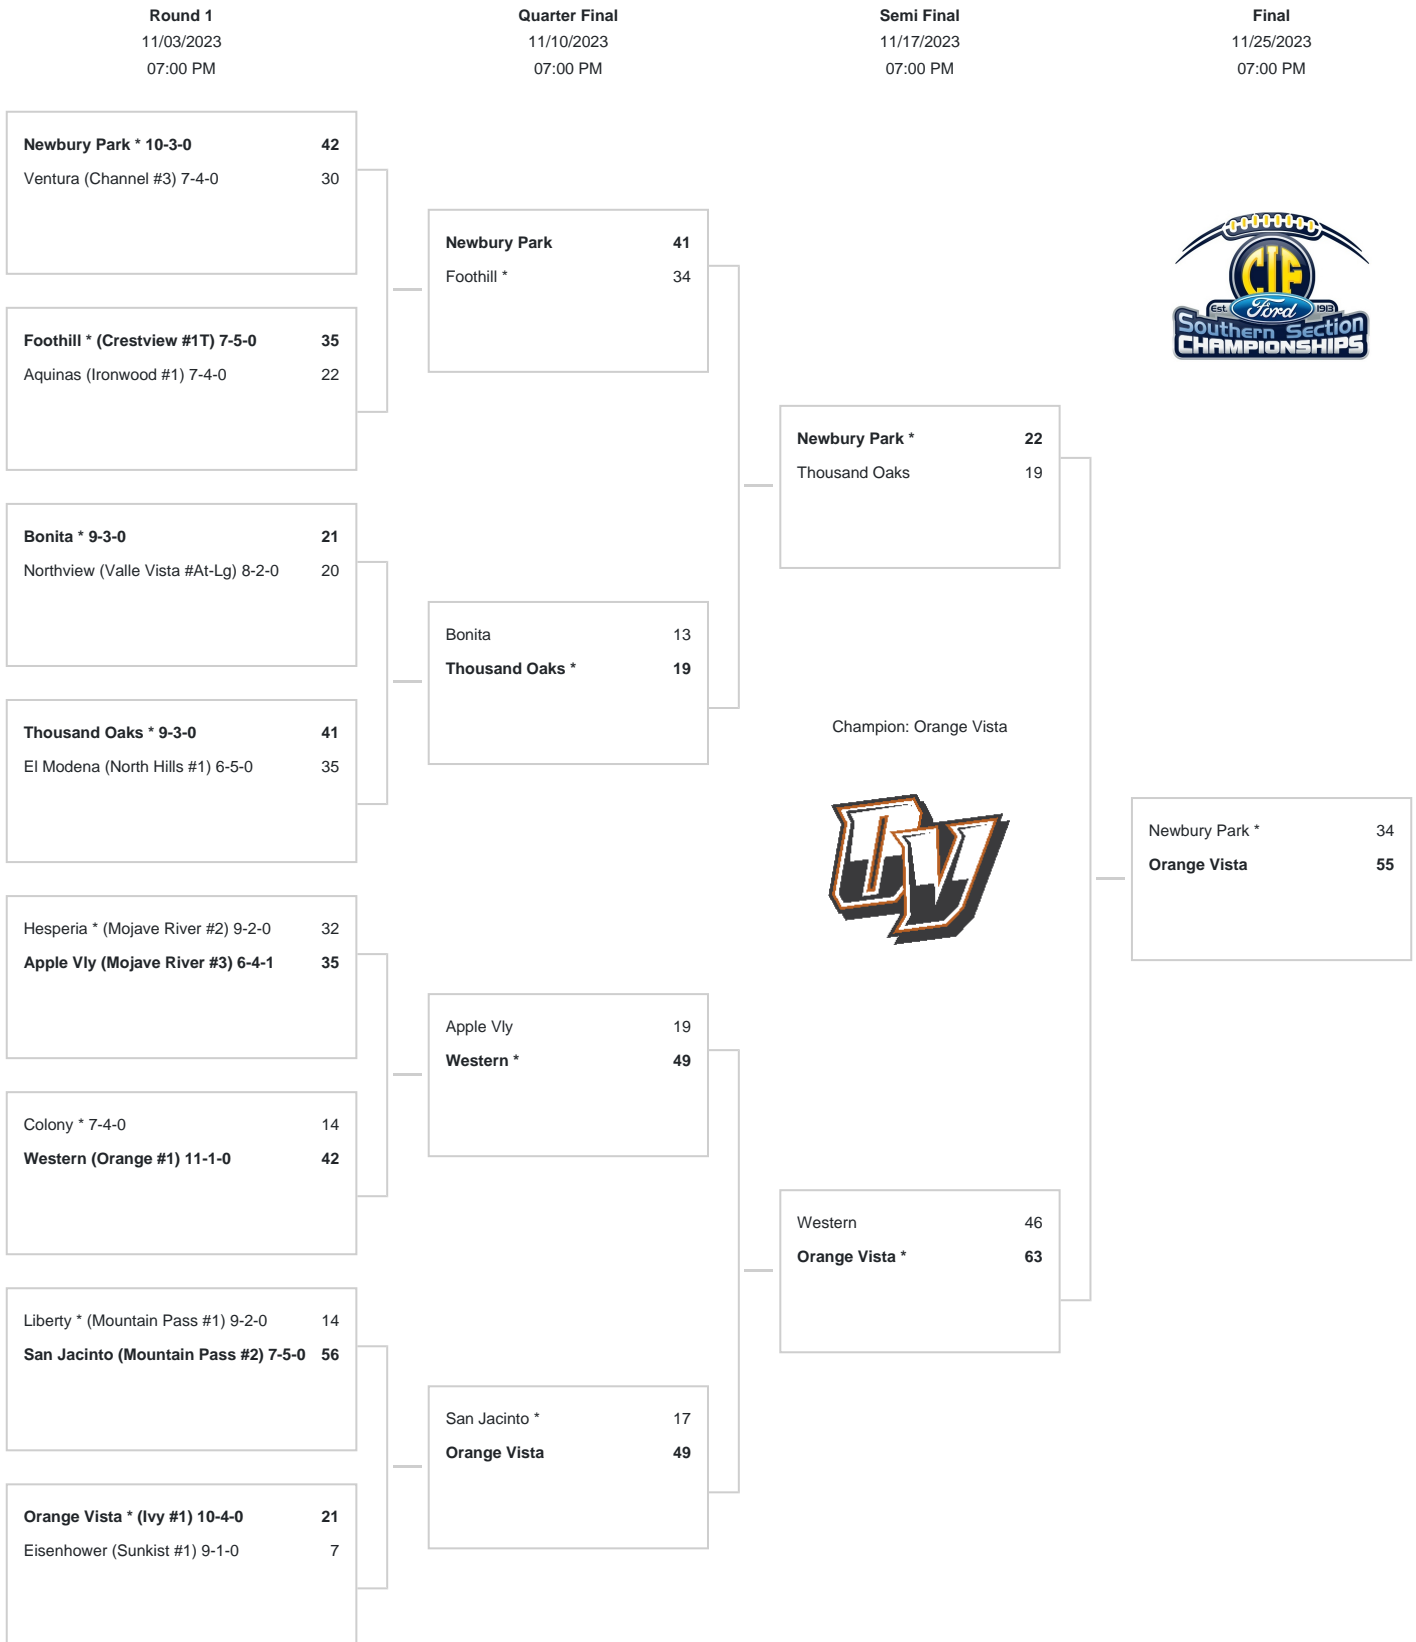 Round 1
11/03/2023
07:00 PM
Quarter Final
11/10/2023
07:00 PM
Semi Final
11/17/2023
07:00 PM
Final
11/25/2023
07:00 PM
Newbury Park * 10-3-0 42
Ventura (Channel #3) 7-4-0 30
Foothill * (Crestview #1T) 7-5-0 35
Aquinas (Ironwood #1) 7-4-0 22
Bonita * 9-3-0 21
Northview (Valle Vista #At-Lg) 8-2-0 20
Thousand Oaks * 9-3-0 41
El Modena (North Hills #1) 6-5-0 35
Hesperia * (Mojave River #2) 9-2-0 32
Apple Vly (Mojave River #3) 6-4-1 35
Colony * 7-4-0 14
Western (Orange #1) 11-1-0 42
Liberty * (Mountain Pass #1) 9-2-0 14
San Jacinto (Mountain Pass #2) 7-5-0 56
Orange Vista * (Ivy #1) 10-4-0 21
Eisenhower (Sunkist #1) 9-1-0 7
Newbury Park 41
Foothill * 34
Bonita 13
Thousand Oaks * 19
Apple Vly 19
Western * 49
San Jacinto * 17
Orange Vista 49
Newbury Park * 22
Thousand Oaks 19
Champion: Orange Vista
OV
Western 46
Orange Vista * 63
CIF
Est. Ford 1913
Southern Section
CHAMPIONSHIPS
Newbury Park * 34
Orange Vista 55